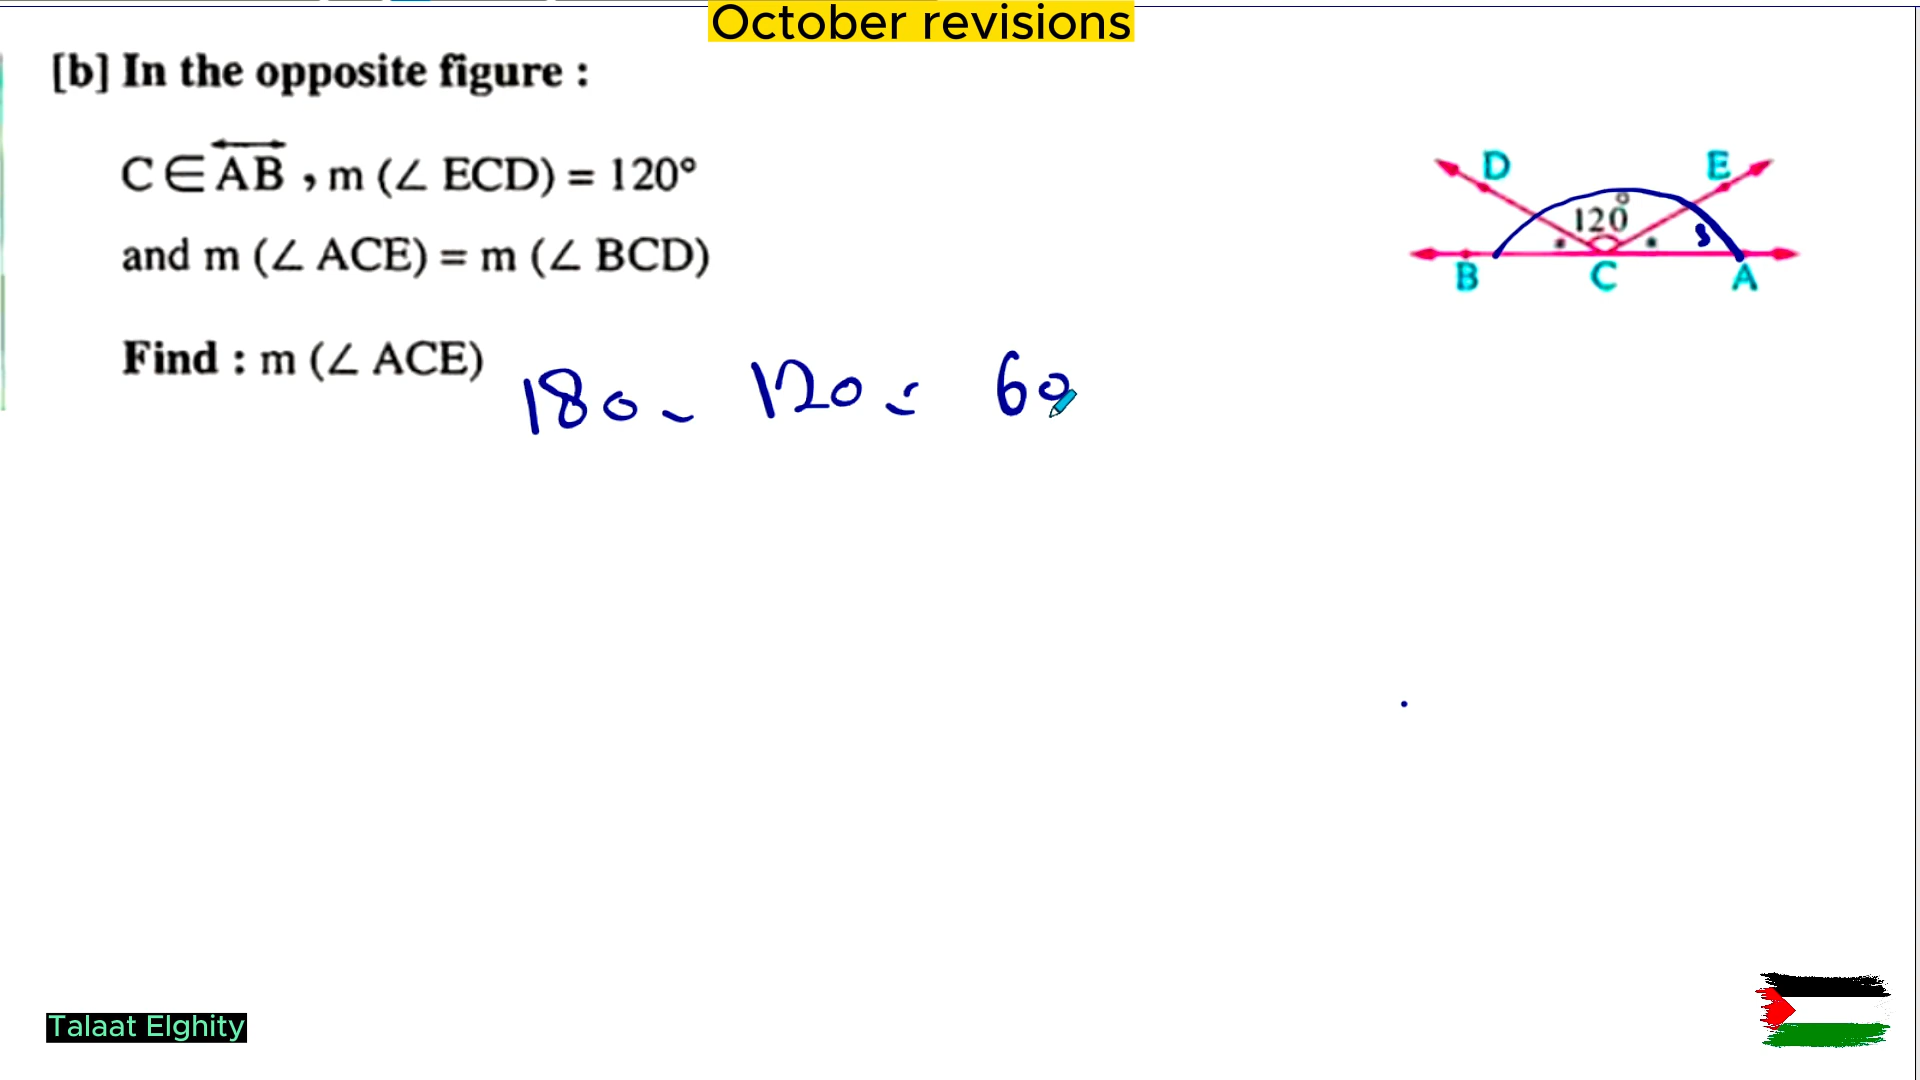 October revisions
[b] In the opposite figure :
C ∈ AB , m (∠ ECD) = 120°
and m (∠ ACE) = m (∠ BCD)
Find : m (∠ ACE)
180 - 120 = 60
D E
120°
B C A
Talaat Elghity